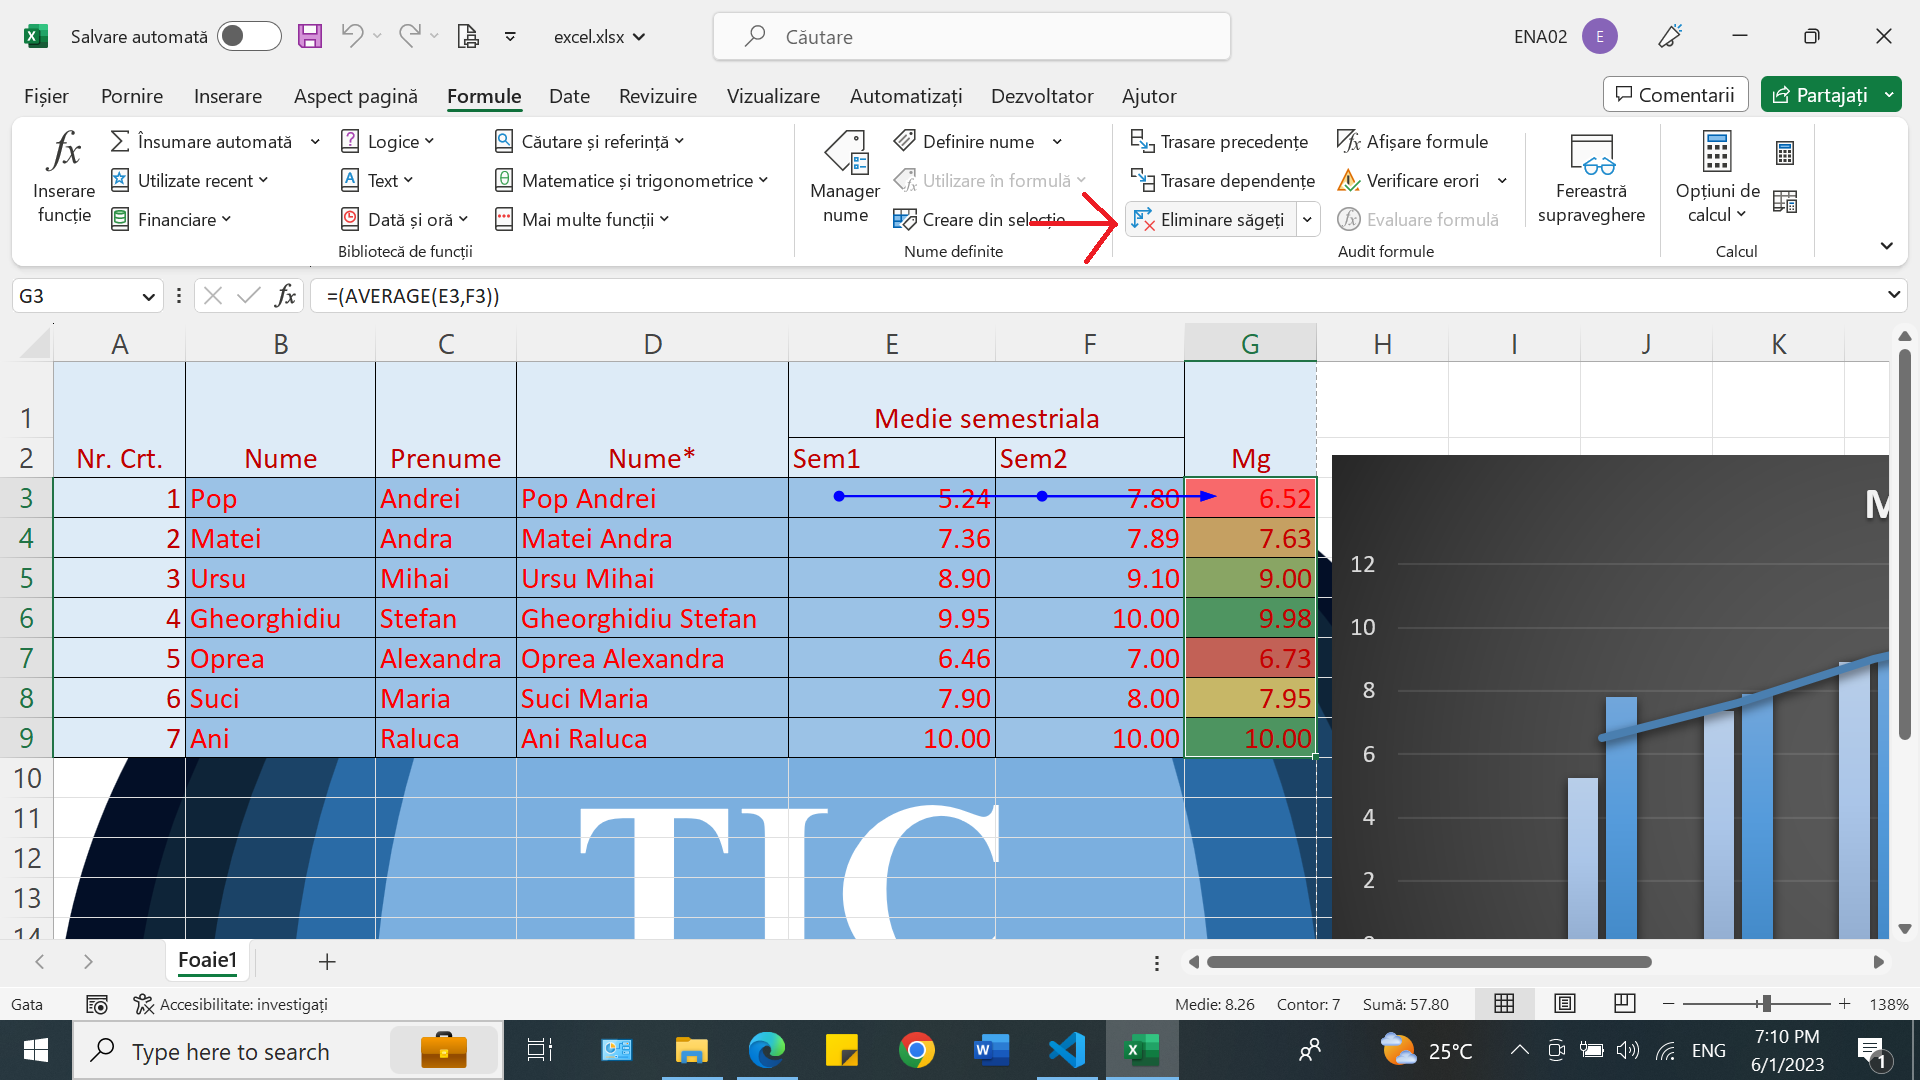 Salvare automată
excel.xlsx
Căutare
ENA02
E
Fișier Pornire Inserare Aspect pagină Formule Date Revizuire Vizualizare Automatizați Dezvoltator Ajutor
Comentarii
Partajați
Inserare
funcție
Însumare automată
Utilizate recent
Financiare
Logice
Text
Dată și oră
Căutare și referință
Matematice și trigonometrice
Mai multe funcții
Bibliotecă de funcții
Manager
nume
Definire nume
Utilizare în formulă
Creare din selecție
Nume definite
Trasare precedențe
Trasare dependențe
Eliminare săgeți
Afișare formule
Verificare erori
Evaluare formulă
Audit formule
Fereastră
supraveghere
Opțiuni de
calcul
Calcul
G3
fx
=(AVERAGE(E3,F3))
A B C D E F G H I J K
1 Medie semestriala
2 Nr. Crt. Nume Prenume Nume* Sem1 Sem2 Mg
3 1 Pop Andrei Pop Andrei 5.24 7.80 6.52
4 2 Matei Andra Matei Andra 7.36 7.89 7.63
5 3 Ursu Mihai Ursu Mihai 8.90 9.10 9.00
6 4 Gheorghidiu Stefan Gheorghidiu Stefan 9.95 10.00 9.98
7 5 Oprea Alexandra Oprea Alexandra 6.46 7.00 6.73
8 6 Suci Maria Suci Maria 7.90 8.00 7.95
9 7 Ani Raluca Ani Raluca 10.00 10.00 10.00
10
11
12
13
14
TIC
M
12
10
8
6
4
2
Foaie1
Gata
Accesibilitate: investigați
Medie: 8.26 Contor: 7 Sumă: 57.80
138%
Type here to search
25°C
ENG
7:10 PM
6/1/2023
1